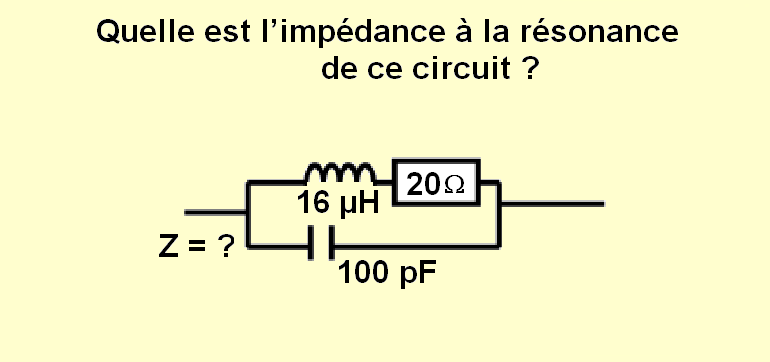 Quelle est l’impédance à la résonance
de ce circuit ?
20Ω
16 µH
Z = ?
100 pF